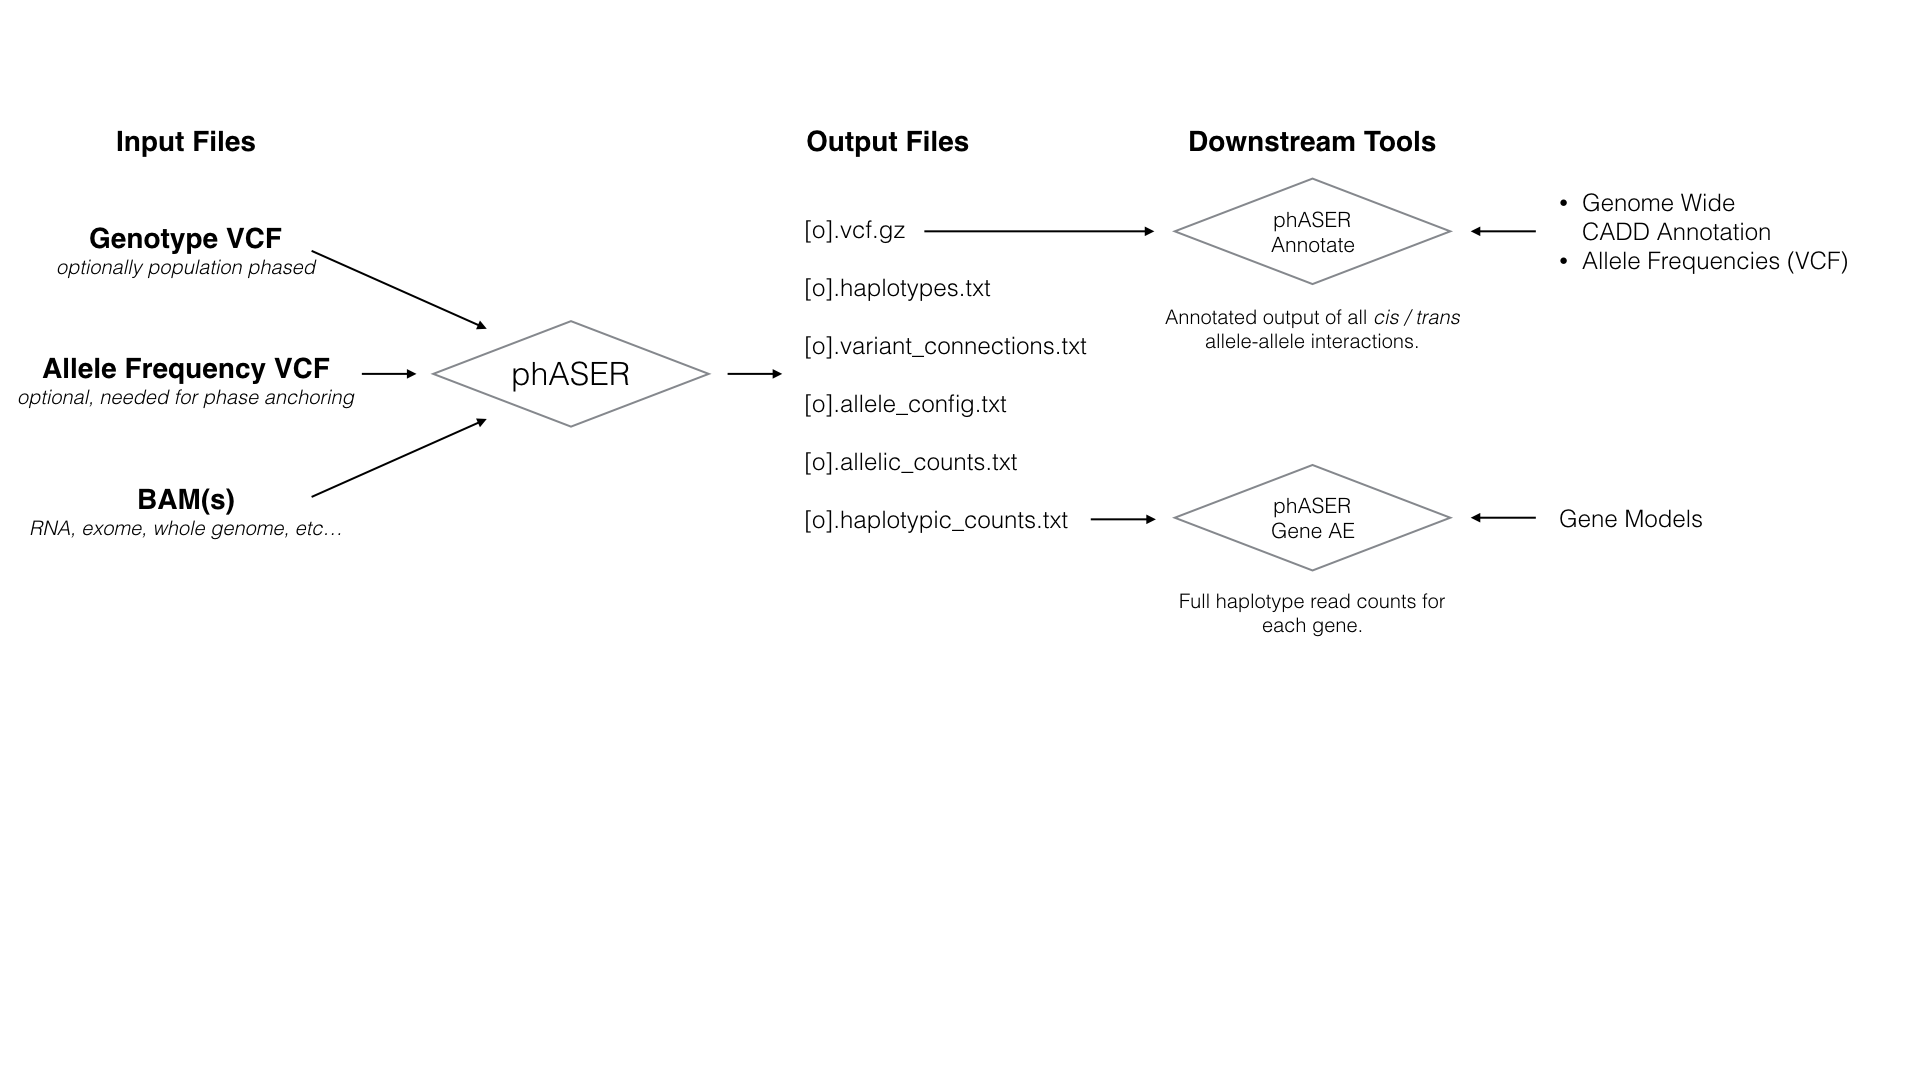 Input Files
Output Files
Downstream Tools
Genotype VCF
optionally population phased
Allele Frequency VCF
optional, needed for phase anchoring
BAM(s)
RNA, exome, whole genome, etc…
phASER
[o].vcf.gz
[o].haplotypes.txt
[o].variant_connections.txt
[o].allele_config.txt
[o].allelic_counts.txt
[o].haplotypic_counts.txt
phASER
Annotate
Annotated output of all cis / trans
allele-allele interactions.
• Genome Wide
CADD Annotation
• Allele Frequencies (VCF)
phASER
Gene AE
Full haplotype read counts for
each gene.
Gene Models